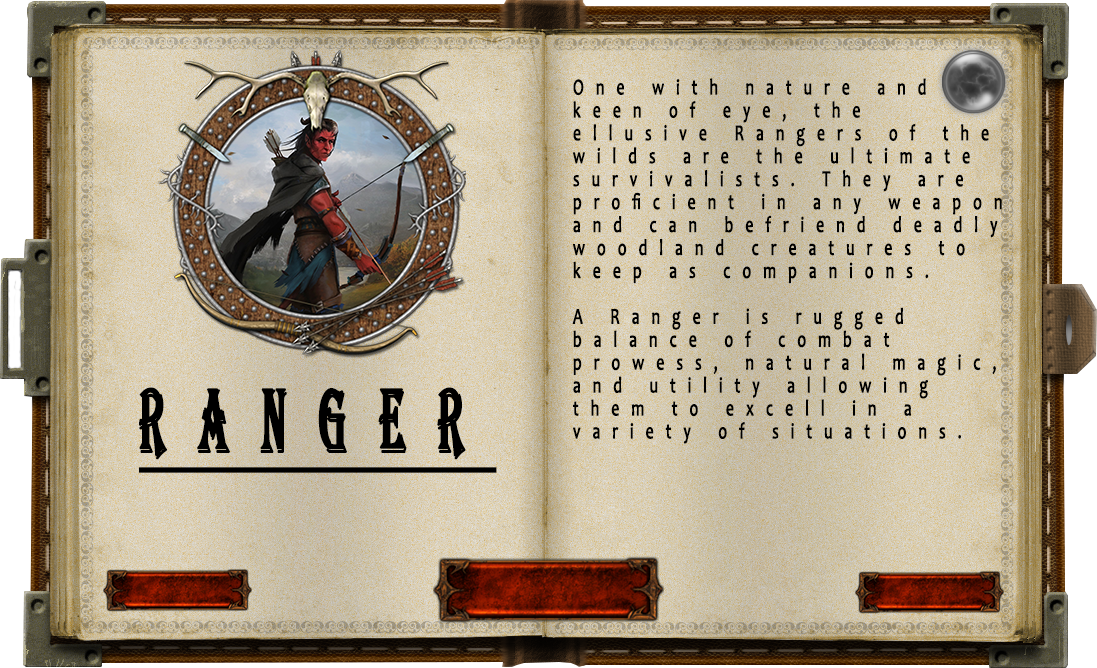 RANGER
One with nature and
keen of eye, the
ellusive Rangers of the
wilds are the ultimate
survivalists. They are
proficient in any weapon
and can befriend deadly
woodland creatures to
keep as companions.
A Ranger is rugged
balance of combat
prowess, natural magic,
and utility allowing
them to excell in a
variety of situations.